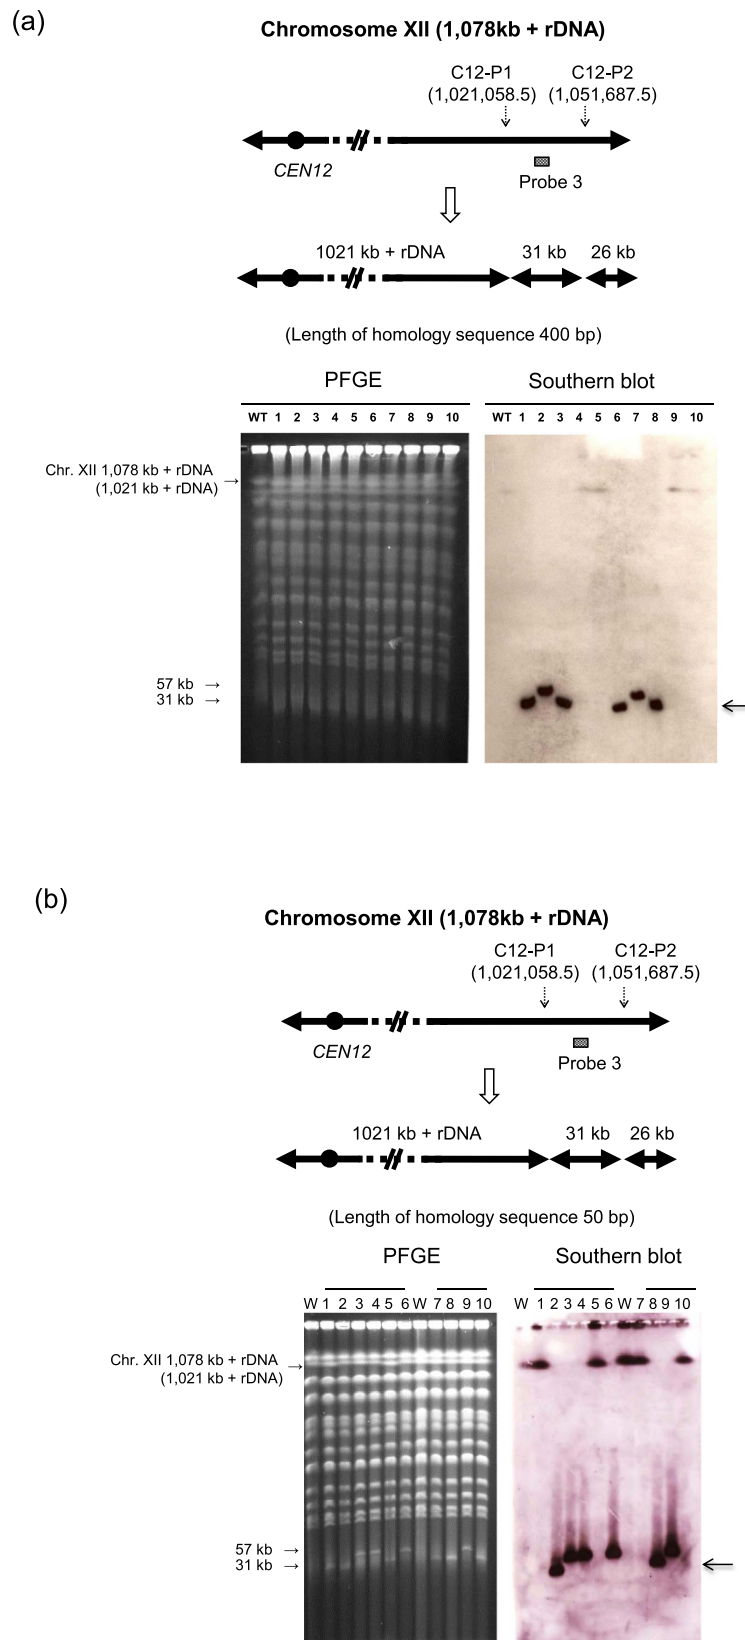 (a)
Chromosome XII (1,078kb + rDNA)
C12-P1 C12-P2
(1,021,058.5) (1,051,687.5)
CEN12
Probe 3
1021 kb + rDNA 31 kb 26 kb
(Length of homology sequence 400 bp)
PFGE Southern blot
WT 1 2 3 4 5 6 7 8 9 10 WT 1 2 3 4 5 6 7 8 9 10
Chr. XII 1,078 kb + rDNA →
(1,021 kb + rDNA)
57 kb →
31 kb →
(b)
Chromosome XII (1,078kb + rDNA)
C12-P1 C12-P2
(1,021,058.5) (1,051,687.5)
CEN12
Probe 3
1021 kb + rDNA 31 kb 26 kb
(Length of homology sequence 50 bp)
PFGE Southern blot
W 1 2 3 4 5 6 W 7 8 9 10 W 1 2 3 4 5 6 W 7 8 9 10
Chr. XII 1,078 kb + rDNA →
(1,021 kb + rDNA)
57 kb →
31 kb →